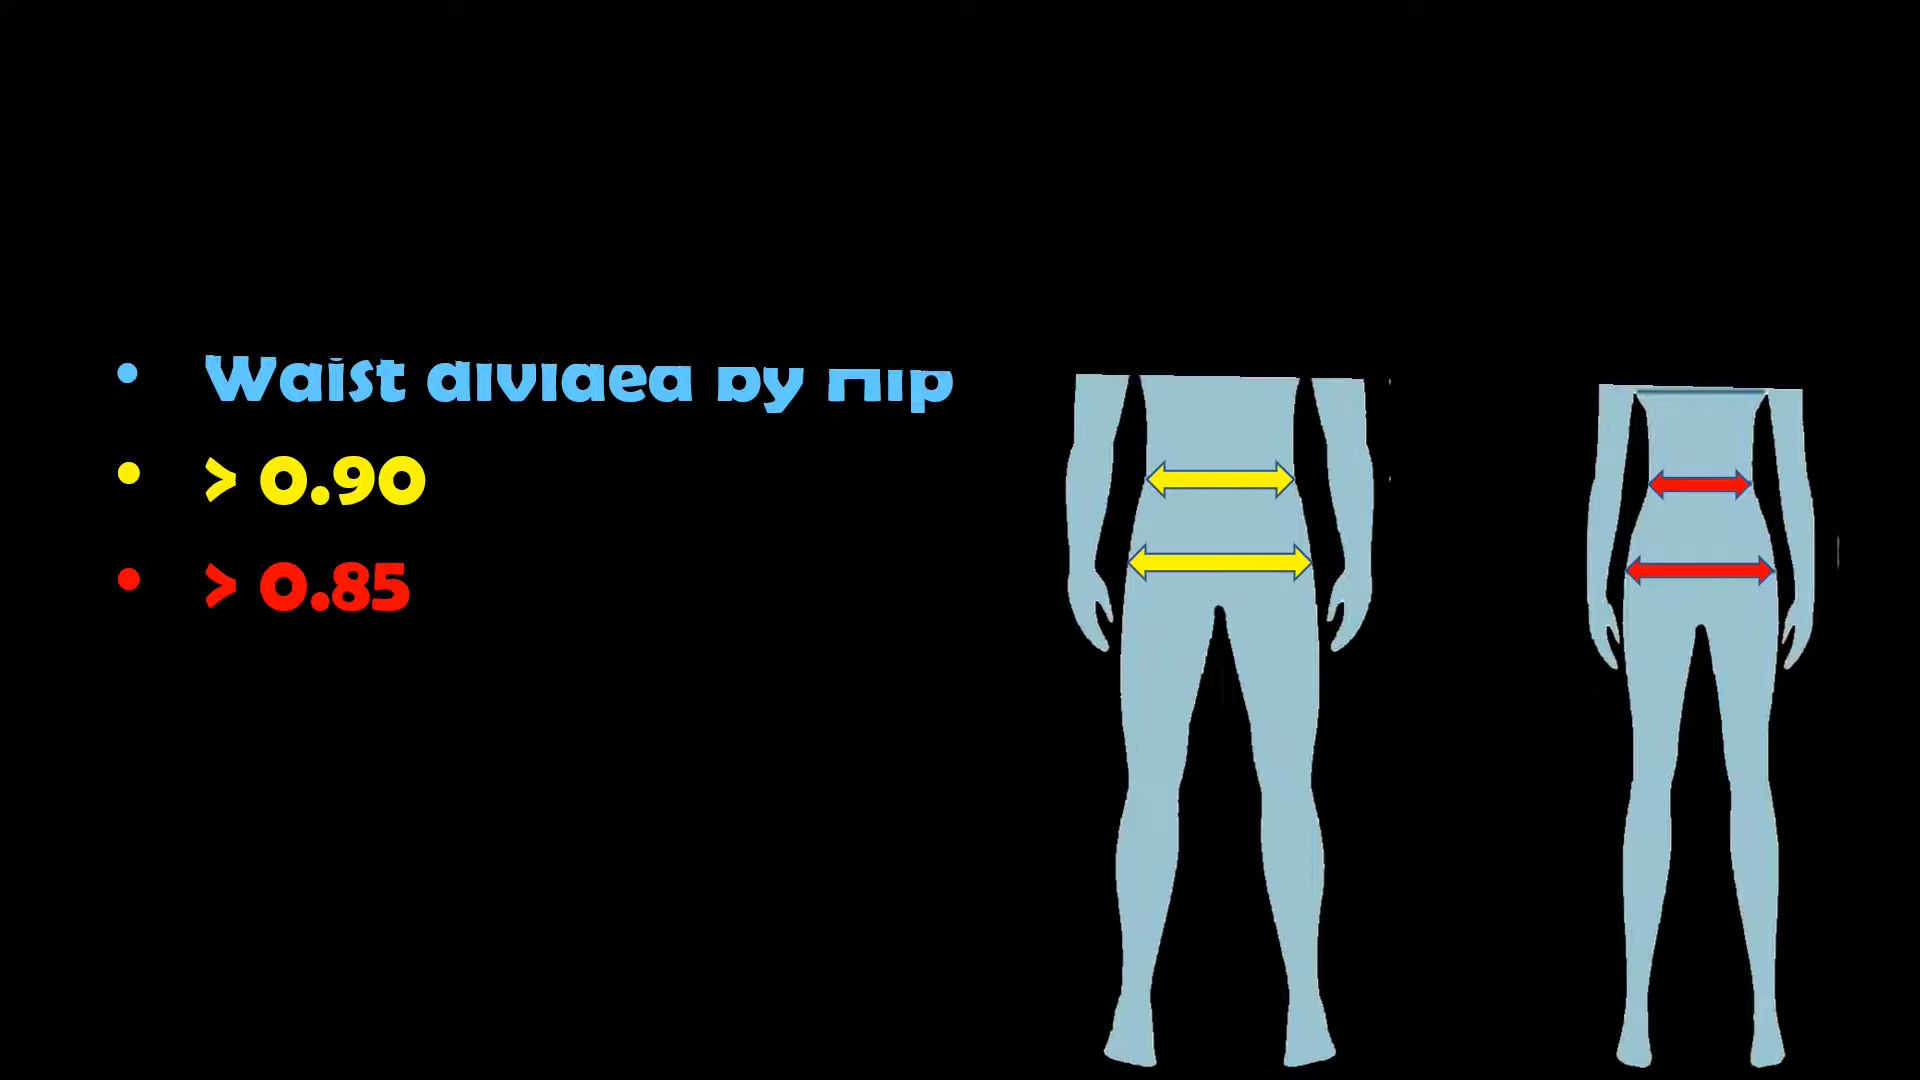 • Waist divided by Hip
• > 0.90
• > 0.85